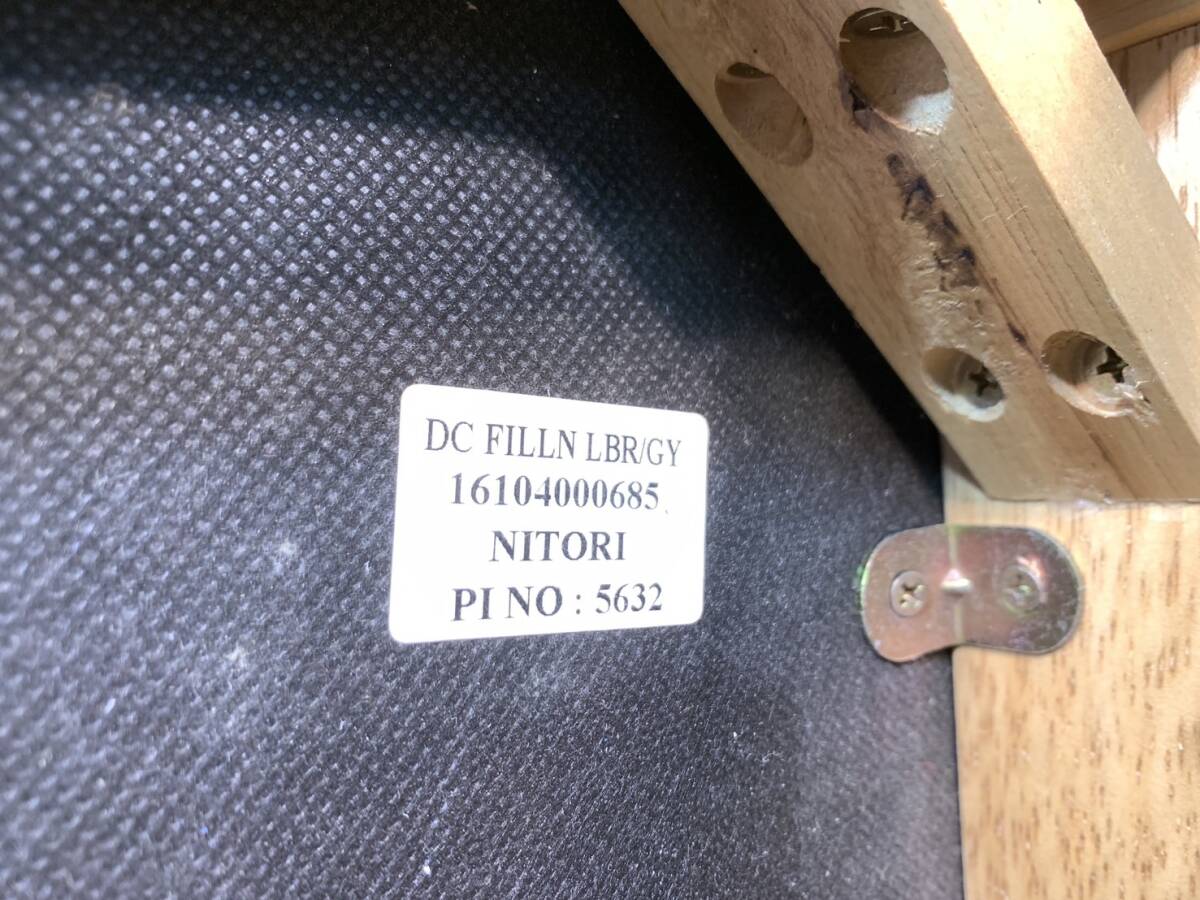 DC FILLN LBR/GY
16104000685
NITORI
PI NO : 5632